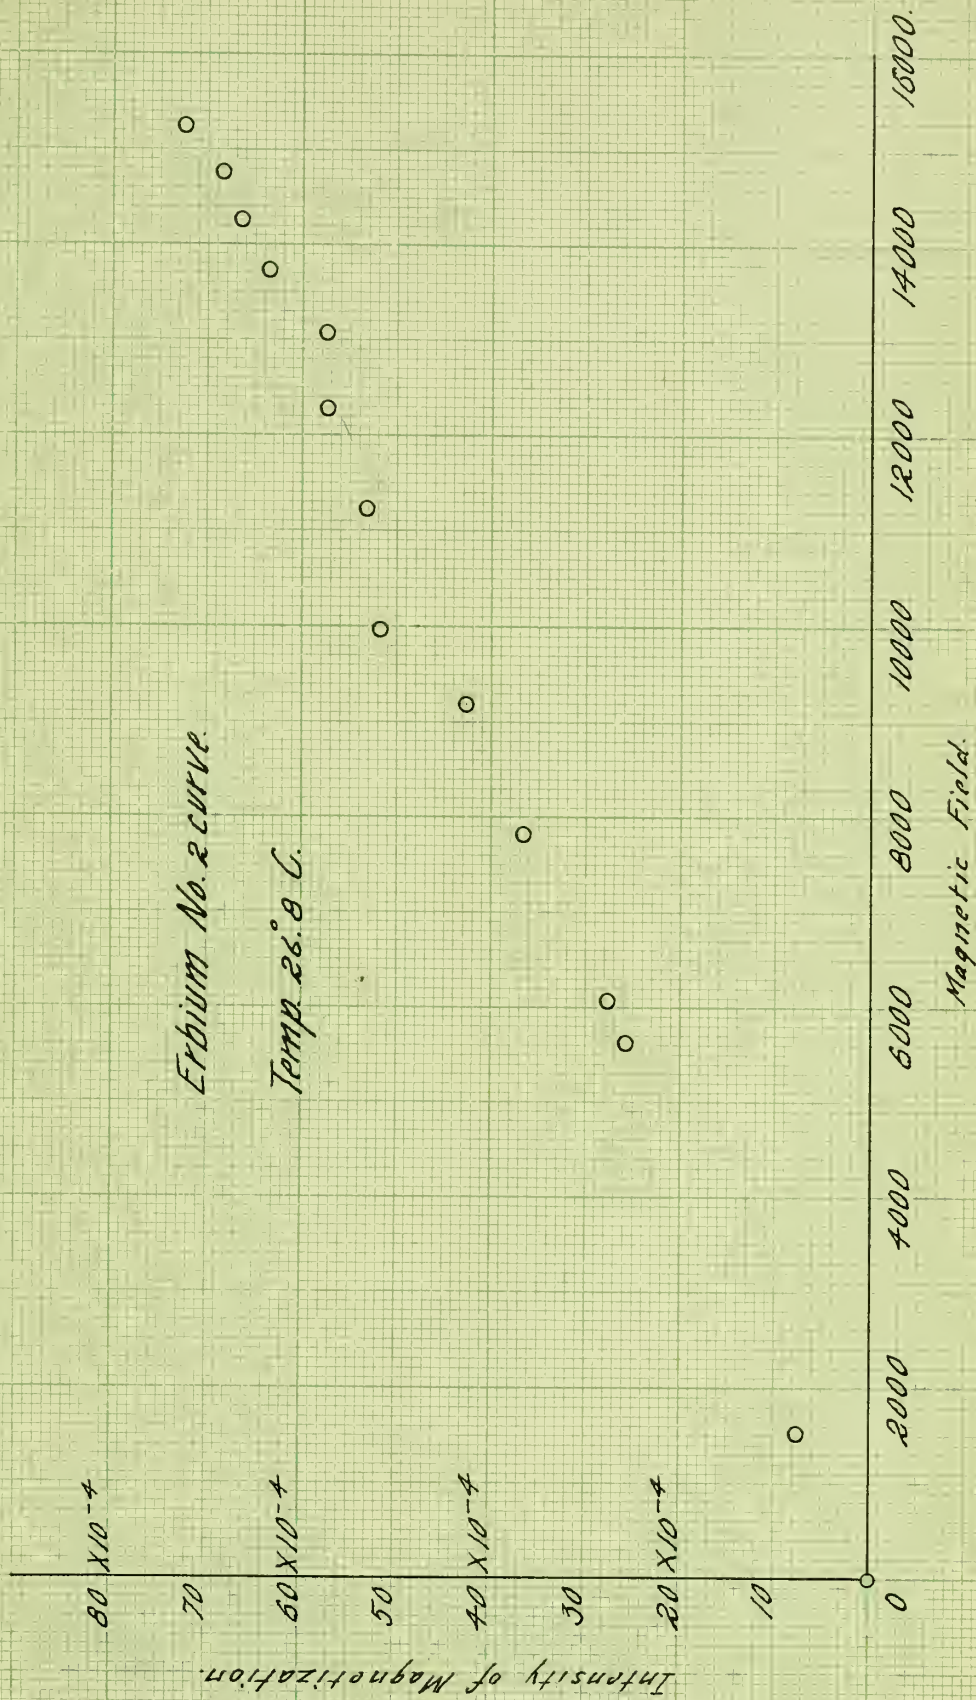 Erbium No. 2 curve.
Temp. 26.°8 C.
Intensity of Magnetization.
80 X10-4
70
60 X10-4
50
40 X10-4
30
20 X10-4
10
0
2000
4000
6000
8000
10000
12000
14000
16000.
Magnetic Field.